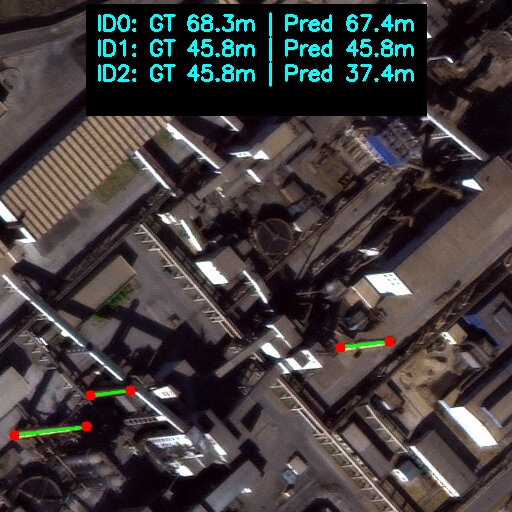 ID0: GT 68.3m | Pred 67.4m
ID1: GT 45.8m | Pred 45.8m
ID2: GT 45.8m | Pred 37.4m